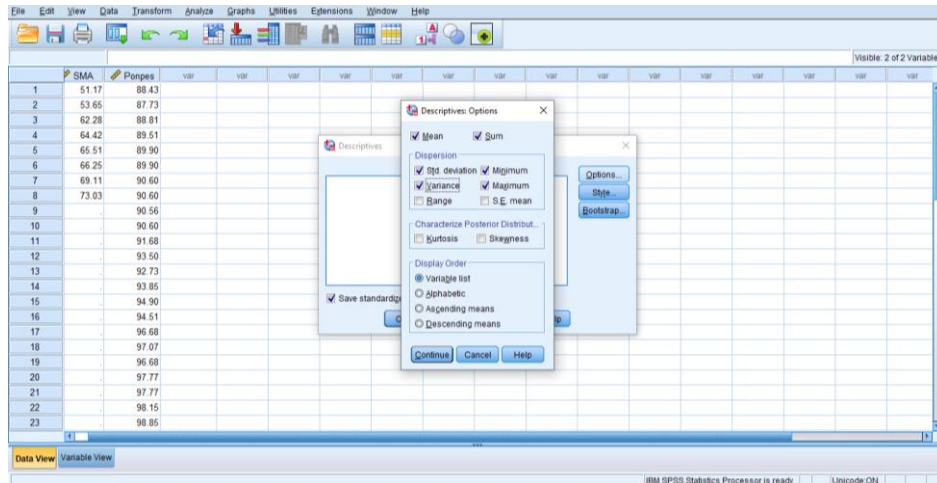 File Edit View Data Transform Analyze Graphs Utilities Extensions Window Help
Visible: 2 of 2 Variable
SMA Ponpes var var var var var var var var var var var var var var var
1 51.17 88.43
2 53.65 87.73
3 62.28 88.81
4 64.42 89.51
5 65.51 89.90
6 66.25 89.90
7 69.11 90.60
8 73.03 90.60
9 . 90.56
10 . 90.60
11 . 91.68
12 . 93.50
13 . 92.73
14 . 93.85
15 . 94.90
16 . 94.51
17 . 96.68
18 . 97.07
19 . 96.68
20 . 97.77
21 . 97.77
22 . 98.15
23 . 98.85
Descriptives
Options...
Style...
Bootstrap...
Save standardize
Descriptives: Options
Mean Sum
Dispersion
Std. deviation Minimum
Variance Maximum
Range S.E. mean
Characterize Posterior Distribut...
Kurtosis Skewness
Display Order
Variable list
Alphabetic
Ascending means
Descending means
Continue Cancel Help
Data View Variable View
IBM SPSS Statistics Processor is ready Unicode:ON